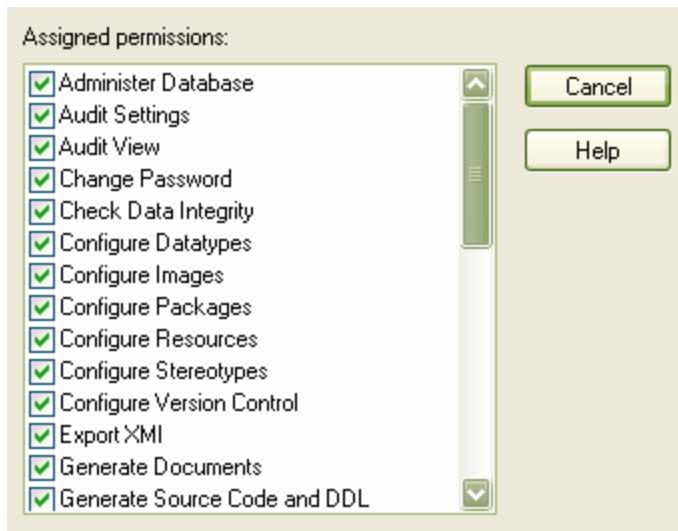 Assigned permissions:
Administer Database
Audit Settings
Audit View
Change Password
Check Data Integrity
Configure Datatypes
Configure Images
Configure Packages
Configure Resources
Configure Stereotypes
Configure Version Control
Export XMI
Generate Documents
Generate Source Code and DDL
Cancel
Help